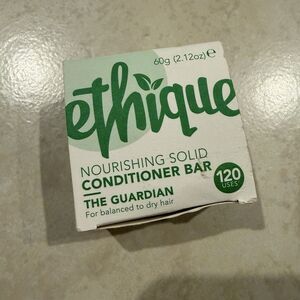 60g (2.12oz)℮
ethique
NOURISHING SOLID
CONDITIONER BAR
THE GUARDIAN
For balanced to dry hair
120
USES